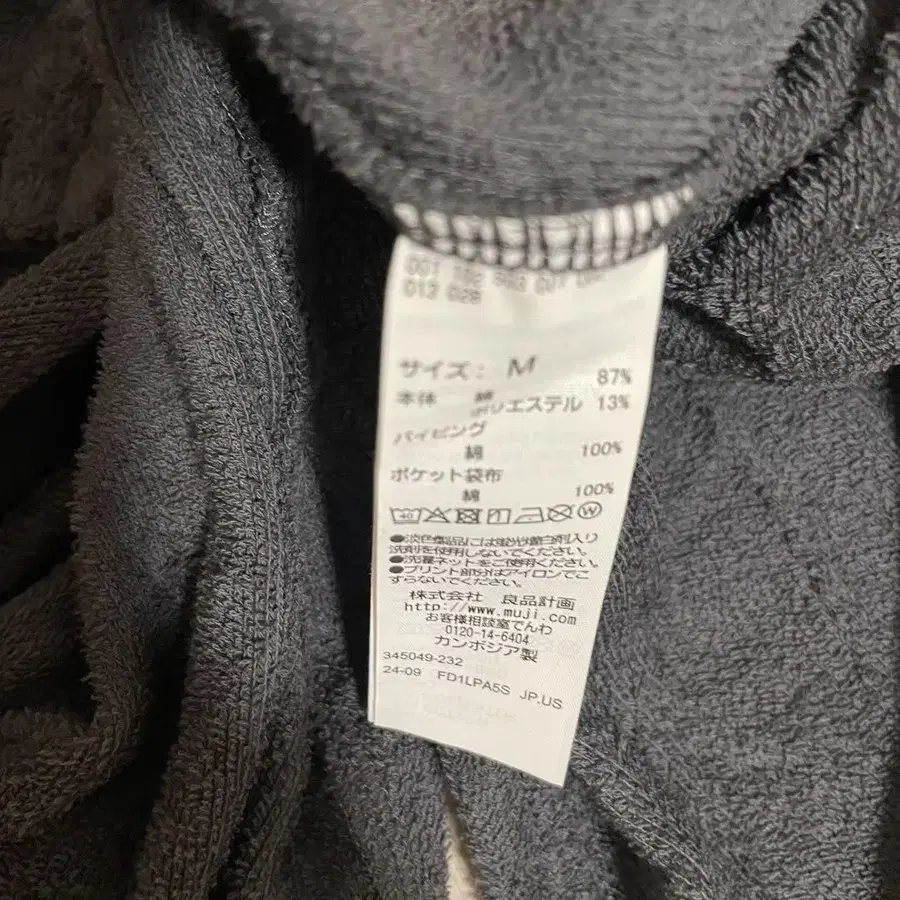 013 029
サイズ: M
87%
本体 綿
ポリエステル 13%
パイピング
綿 100%
ポケット袋布
綿 100%
40 W
●淡色製品には蛍光増白剤入り
洗剤を使用しないでください。
●洗濯ネットをご使用ください。
●プリント部分はアイロンでこ
すらないでください。
株式会社 良品計画
http://www.muji.com
お客様相談室でんわ
0120-14-6404
カンボジア製
345049-232
24-09 FD1LPA5S JP,US